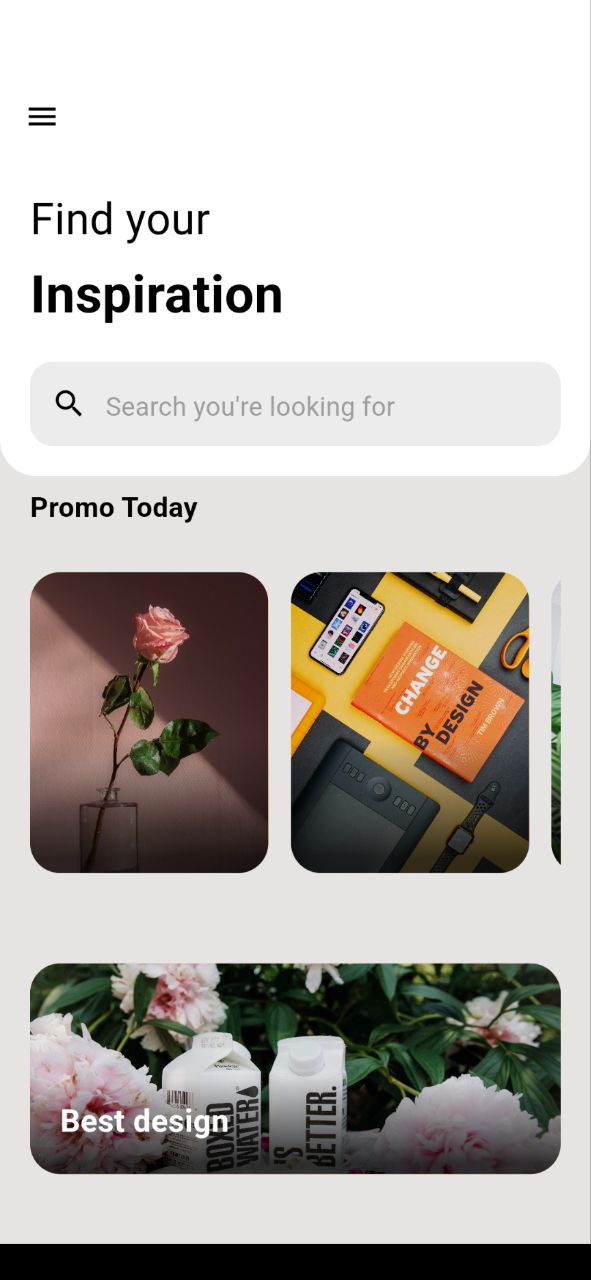 Find your
Inspiration
Search you're looking for
Promo Today
CHANGE
BY
DESIGN
TIM BROWN
Best design
BOXED
WATER
IS
BETTER.